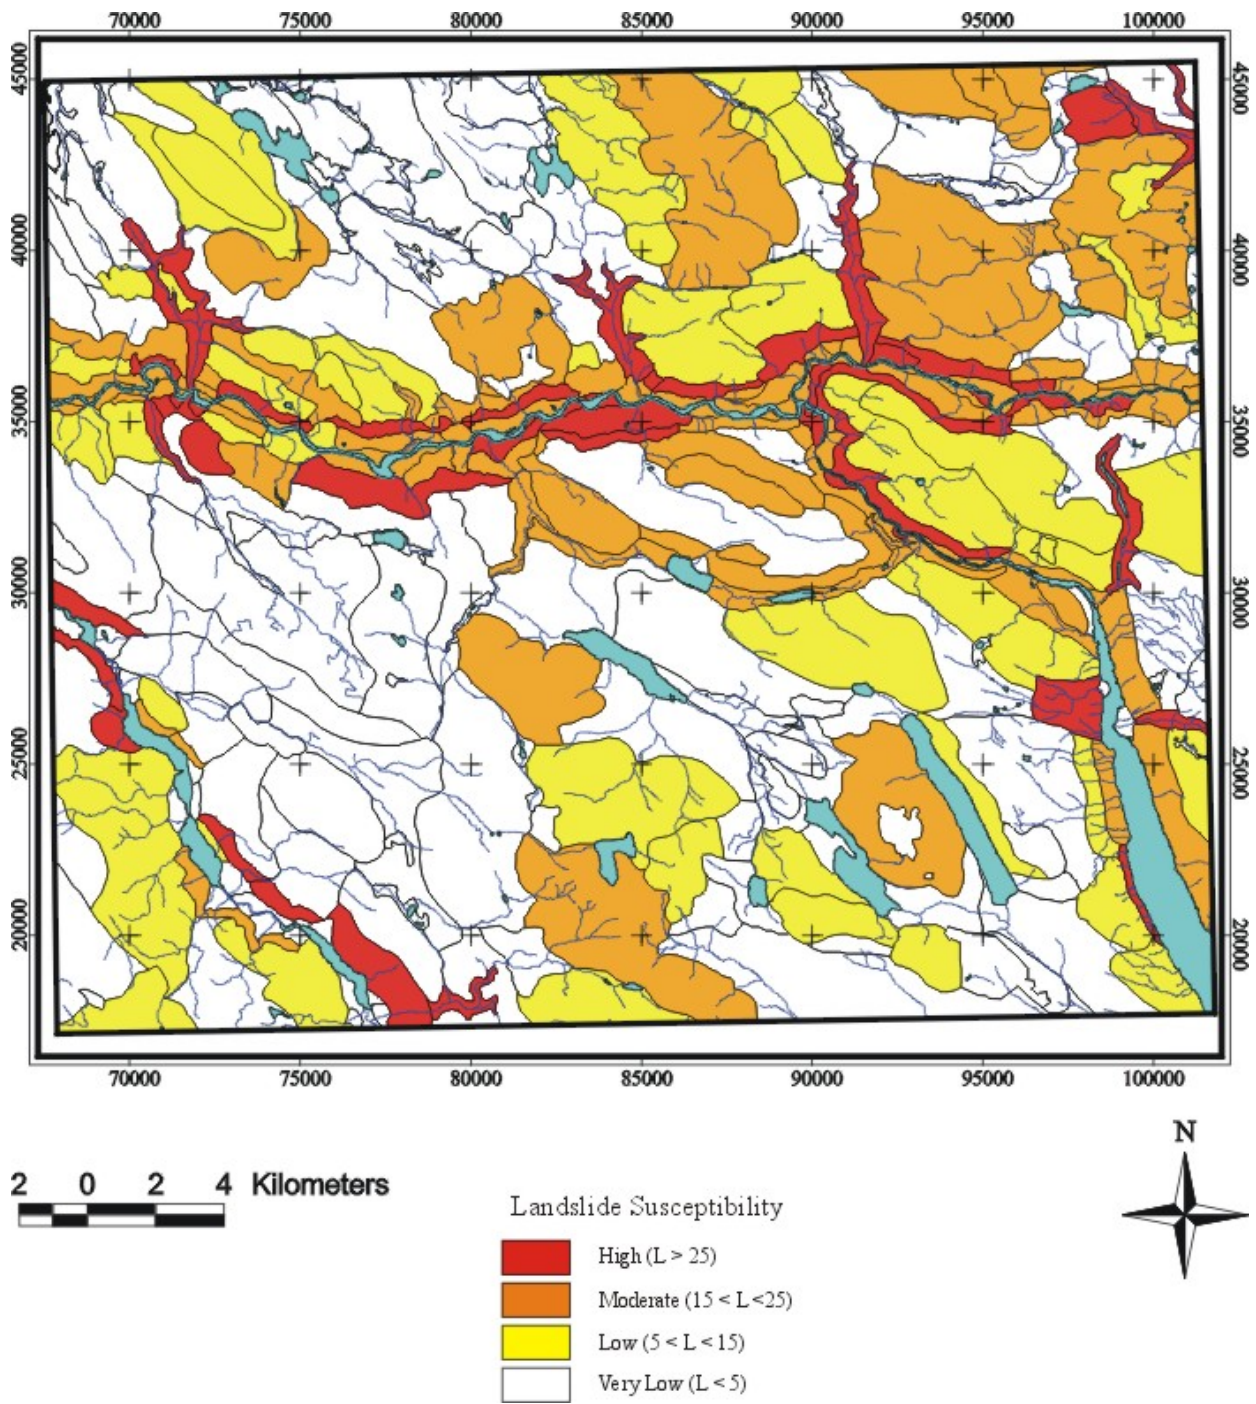 70000 75000 80000 85000 90000 95000 100000
45000 45000
40000 40000
35000 35000
30000 30000
25000 25000
20000 20000
70000 75000 80000 85000 90000 95000 100000
N
2 0 2 4 Kilometers
Landslide Susceptibility
High (L > 25)
Moderate (15 < L <25)
Low (5 < L < 15)
Very Low (L < 5)